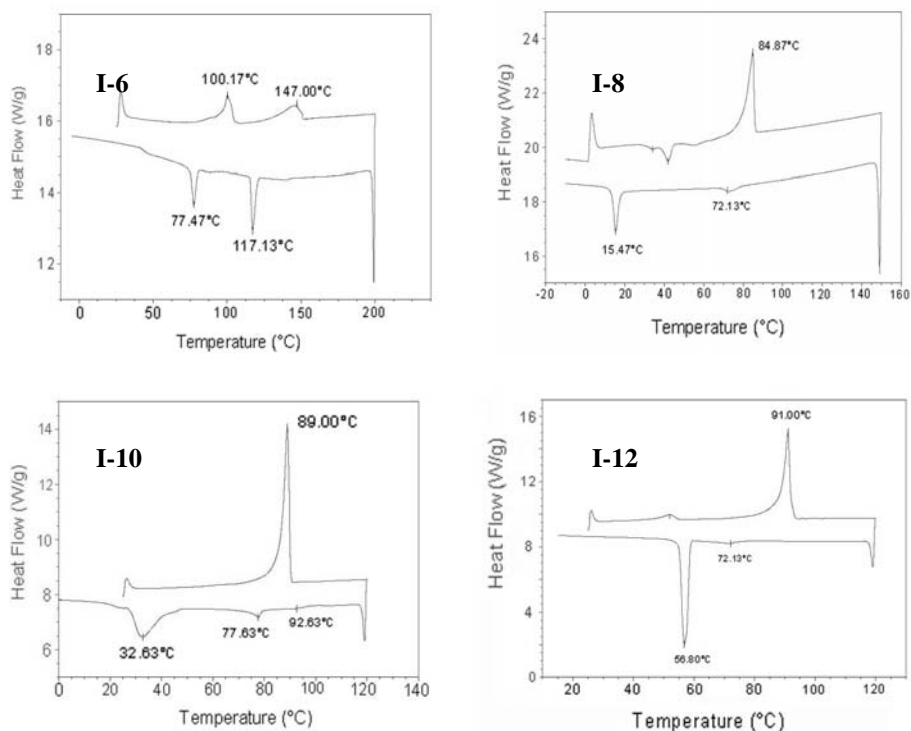 I-6
100.17°C
147.00°C
77.47°C
117.13°C
18
16
14
12
Heat Flow (W/g)
0 50 100 150 200
Temperature (°C)
I-8
84.87°C
72.13°C
15.47°C
24
22
20
18
16
Heat Flow (W/g)
-20 0 20 40 60 80 100 120 140 160
Temperature (°C)
I-10
89.00°C
77.63°C
92.63°C
32.63°C
14
12
10
8
6
Heat Flow (W/g)
0 20 40 60 80 100 120 140
Temperature (°C)
I-12
91.00°C
72.13°C
56.80°C
16
12
8
4
0
Heat Flow (W/g)
20 40 60 80 100 120
Temperature (°C)